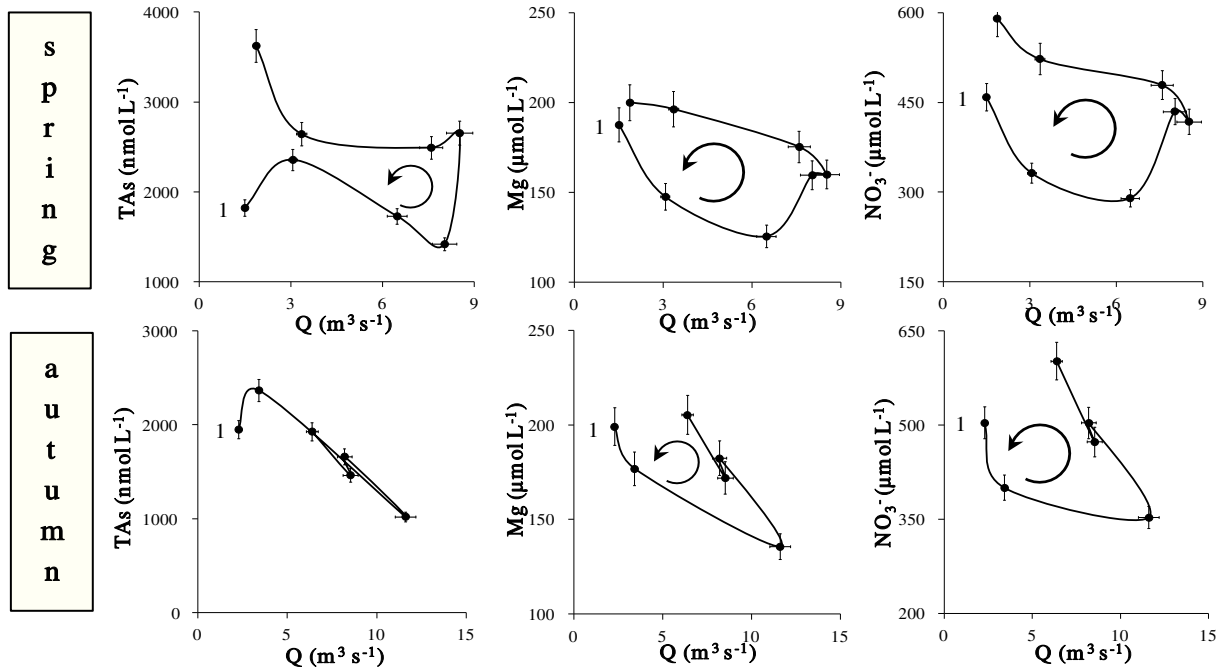 spring
4000
3000
2000
1000
TAs (nmol L⁻¹)
1
0 3 6 9
Q (m³ s⁻¹)
250
200
150
100
Mg (µmol L⁻¹)
1
0 3 6 9
Q (m³ s⁻¹)
600
450
300
150
NO₃⁻ (µmol L⁻¹)
1
0 3 6 9
Q (m³ s⁻¹)
autumn
3000
2000
1000
0
TAs (nmol L⁻¹)
1
0 5 10 15
Q (m³ s⁻¹)
250
200
150
100
Mg (µmol L⁻¹)
1
0 5 10 15
Q (m³ s⁻¹)
650
500
350
200
NO₃⁻ (µmol L⁻¹)
1
0 5 10 15
Q (m³ s⁻¹)